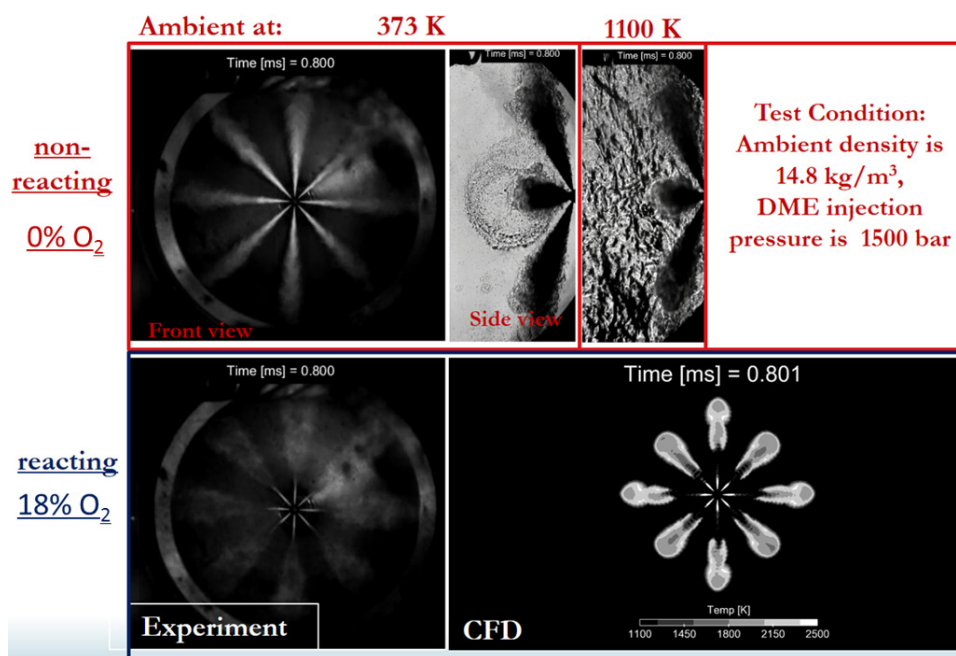 Ambient at: 373 K 1100 K
Time [ms] = 0.800
Time [ms] = 0.800
Time [ms] = 0.800
non-
reacting
0% O2
Test Condition:
Ambient density is
14.8 kg/m³,
DME injection
pressure is 1500 bar
Front view
Side view
Time [ms] = 0.800
Time [ms] = 0.801
reacting
18% O2
Experiment
CFD
Temp [K]
1100 1450 1800 2150 2500